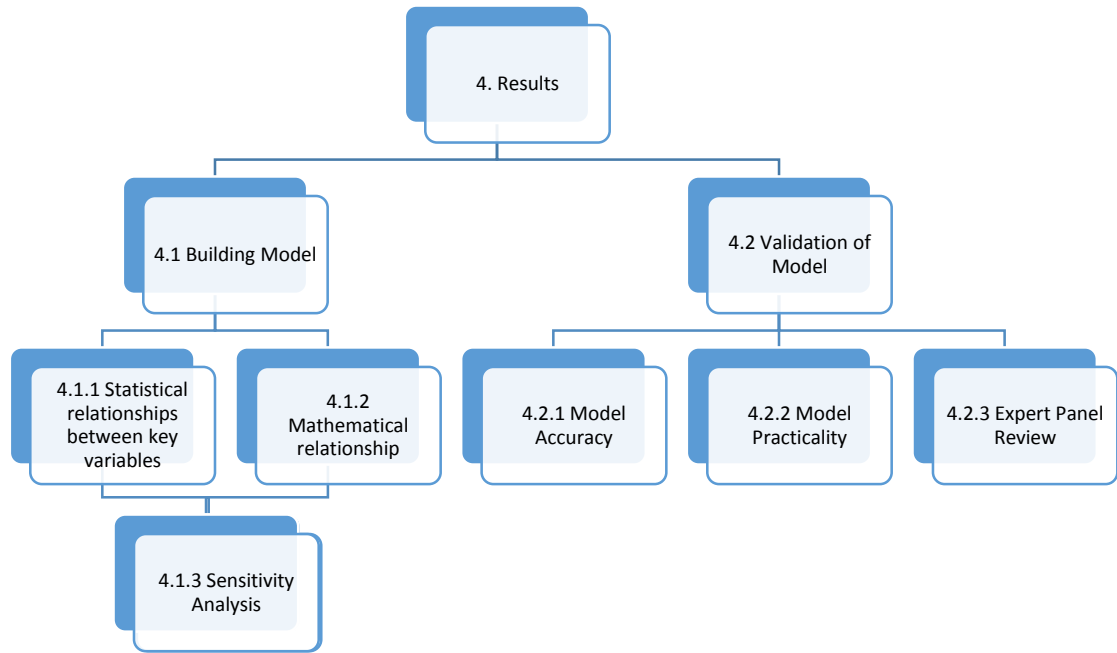 4. Results
4.1 Building Model
4.2 Validation of
Model
4.1.1 Statistical
relationships
between key
variables
4.1.2
Mathematical
relationship
4.2.1 Model
Accuracy
4.2.2 Model
Practicality
4.2.3 Expert Panel
Review
4.1.3 Sensitivity
Analysis